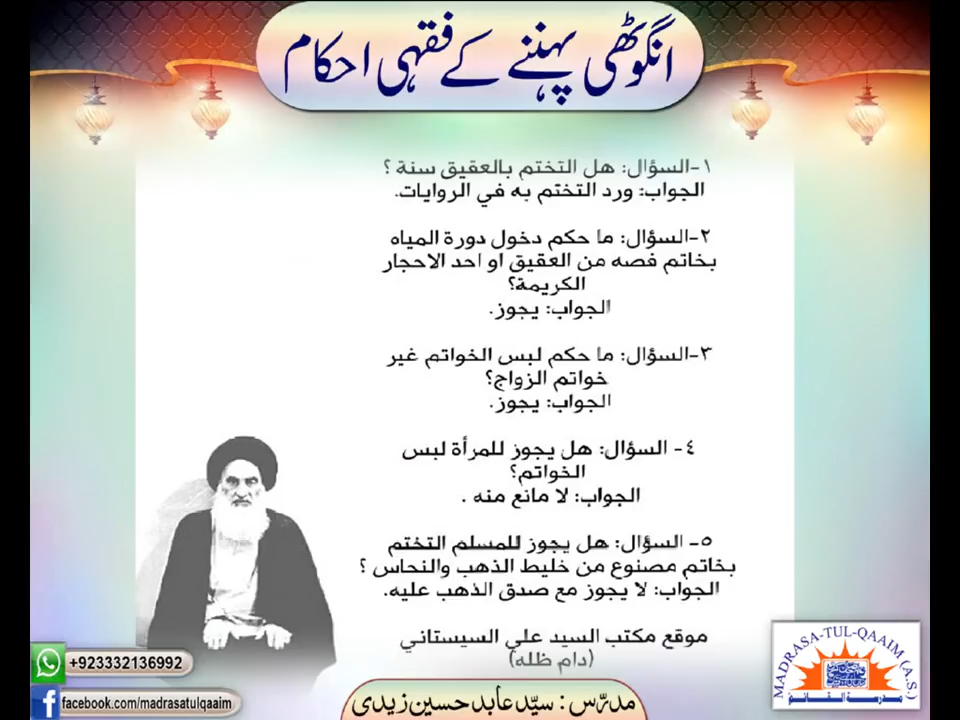 انگوٹھی پہننے کے فقہی احکام
١-السؤال: هل التختم بالعقيق سنة ؟
الجواب: ورد التختم به في الروايات.
٢-السؤال: ما حكم دخول دورة المياه
بخاتم فصه من العقيق او احد الاحجار
الكريمة؟
الجواب: يجوز.
٣-السؤال: ما حكم لبس الخواتم غير
خواتم الزواج؟
الجواب: يجوز.
٤- السؤال: هل يجوز للمرأة لبس
الخواتم؟
الجواب: لا مانع منه .
٥- السؤال: هل يجوز للمسلم التختم
بخاتم مصنوع من خليط الذهب والنحاس ؟
الجواب: لا يجوز مع صدق الذهب عليه.
موقع مكتب السيد علي السيستاني
(دام ظله)
+923332136992
facebook.com/madrasatulqaaim
مدرّس : سیّد عابد حسین زیدی
MADRASA-TUL-QAAIM (A.S.)
مدرسة القائم